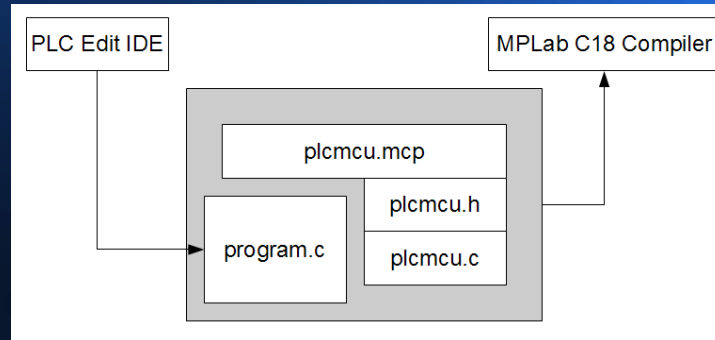 PLC Edit IDE
MPLab C18 Compiler
plcmcu.mcp
plcmcu.h
program.c
plcmcu.c